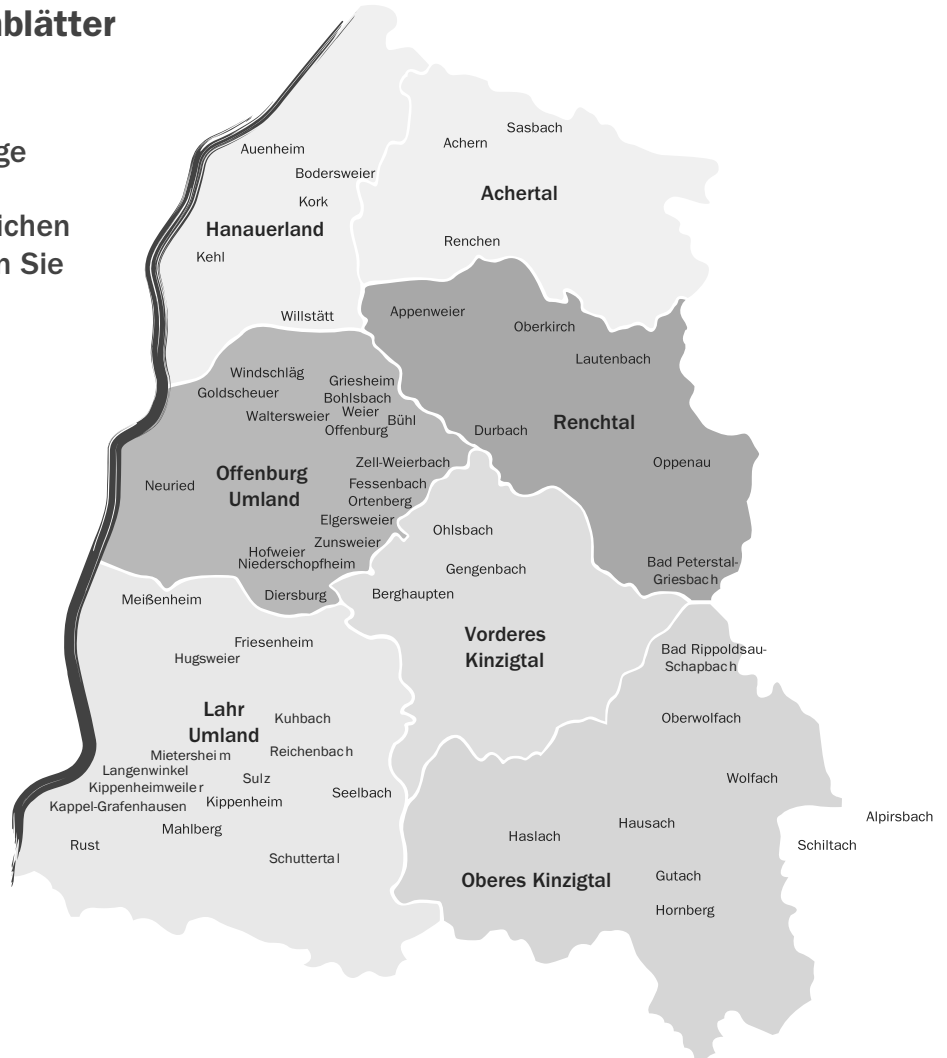 blätter
ge
ichen
n Sie
Sasbach
Achern
Auenheim
Bodersweier
Achertal
Kork
Hanauerland
Renchen
Kehl
Appenweier
Willstätt
Oberkirch
Lautenbach
Windschläg
Griesheim
Goldscheuer
Bohlsbach
Weier
Waltersweier
Bühl
Offenburg
Durbach
Renchtal
Zell-Weierbach
Oppenau
Offenburg
Umland
Neuried
Fessenbach
Ortenberg
Elgersweier
Ohlsbach
Zunsweier
Hofweier
Niederschopfheim
Gengenbach
Bad Peterstal-
Griesbach
Diersburg
Berghaupten
Meißenheim
Vorderes
Kinzigtal
Friesenheim
Hugsweier
Bad Rippoldsau-
Schapbach
Lahr
Umland
Kuhbach
Oberwolfach
Reichenbach
Mietersheim
Langenwinkel
Sulz
Wolfach
Kippenheimweiler
Seelbach
Kippenheim
Kappel-Grafenhausen
Alpirsbach
Hausach
Mahlberg
Haslach
Rust
Schiltach
Schuttertal
Gutach
Oberes Kinzigtal
Hornberg